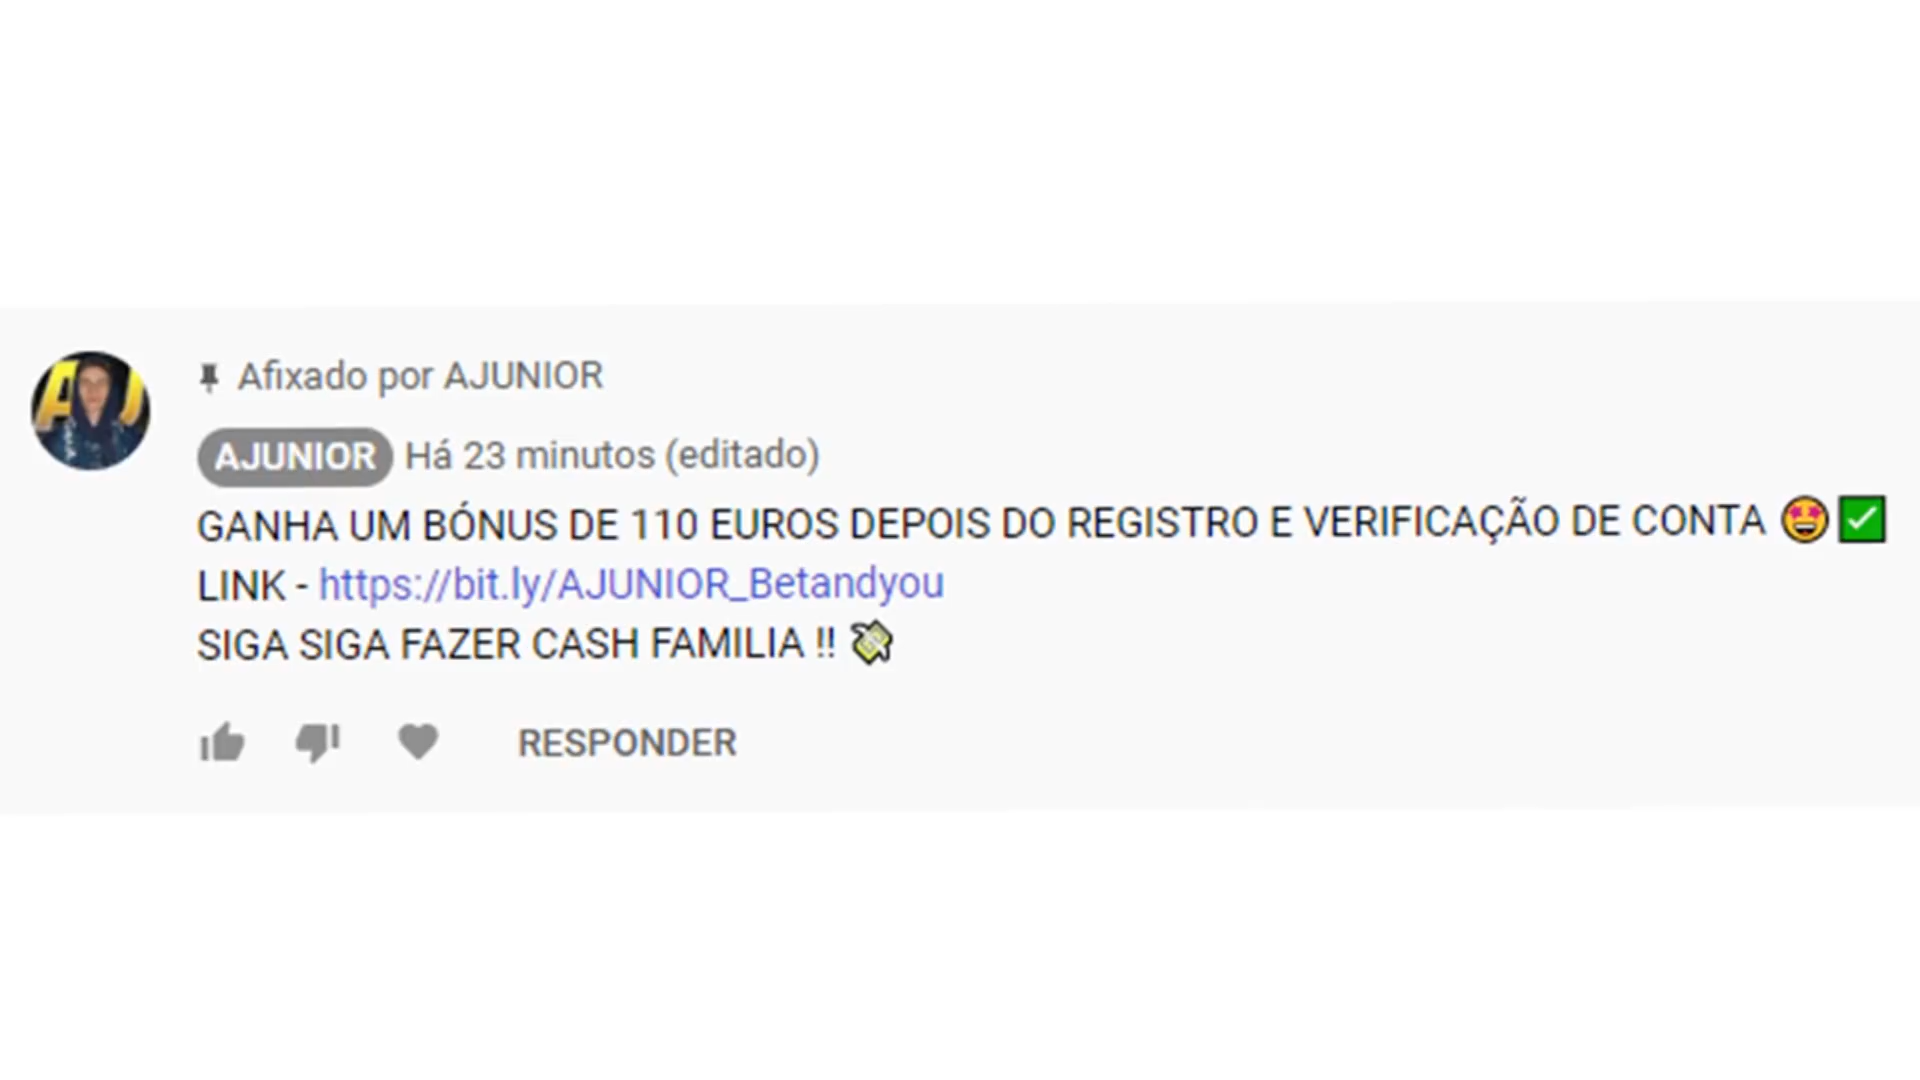 Afixado por AJUNIOR
AJUNIOR Há 23 minutos (editado)
GANHA UM BÓNUS DE 110 EUROS DEPOIS DO REGISTRO E VERIFICAÇÃO DE CONTA 🤩✅
LINK - https://bit.ly/AJUNIOR_Betandyou
SIGA SIGA FAZER CASH FAMILIA !! 💸
RESPONDER